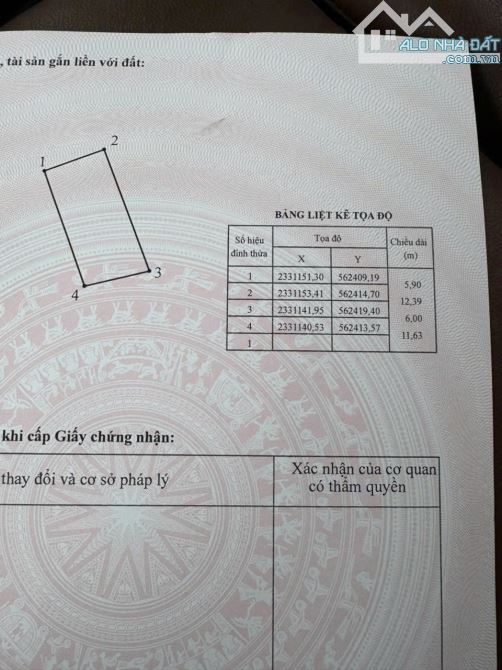 ALO NHÀ ĐẤT
.com.vn
, tài sản gắn liền với đất:
1
2
3
4
BẢNG LIỆT KÊ TỌA ĐỘ
Số hiệu đỉnh thửa Tọa độ Chiều dài (m)
X Y
1 2331151,30 562409,19
5,90
2 2331153,41 562414,70
12,39
3 2331141,95 562419,40
6,00
4 2331140,53 562413,57
11,63
1
khi cấp Giấy chứng nhận:
thay đổi và cơ sở pháp lý
Xác nhận của cơ quan
có thẩm quyền